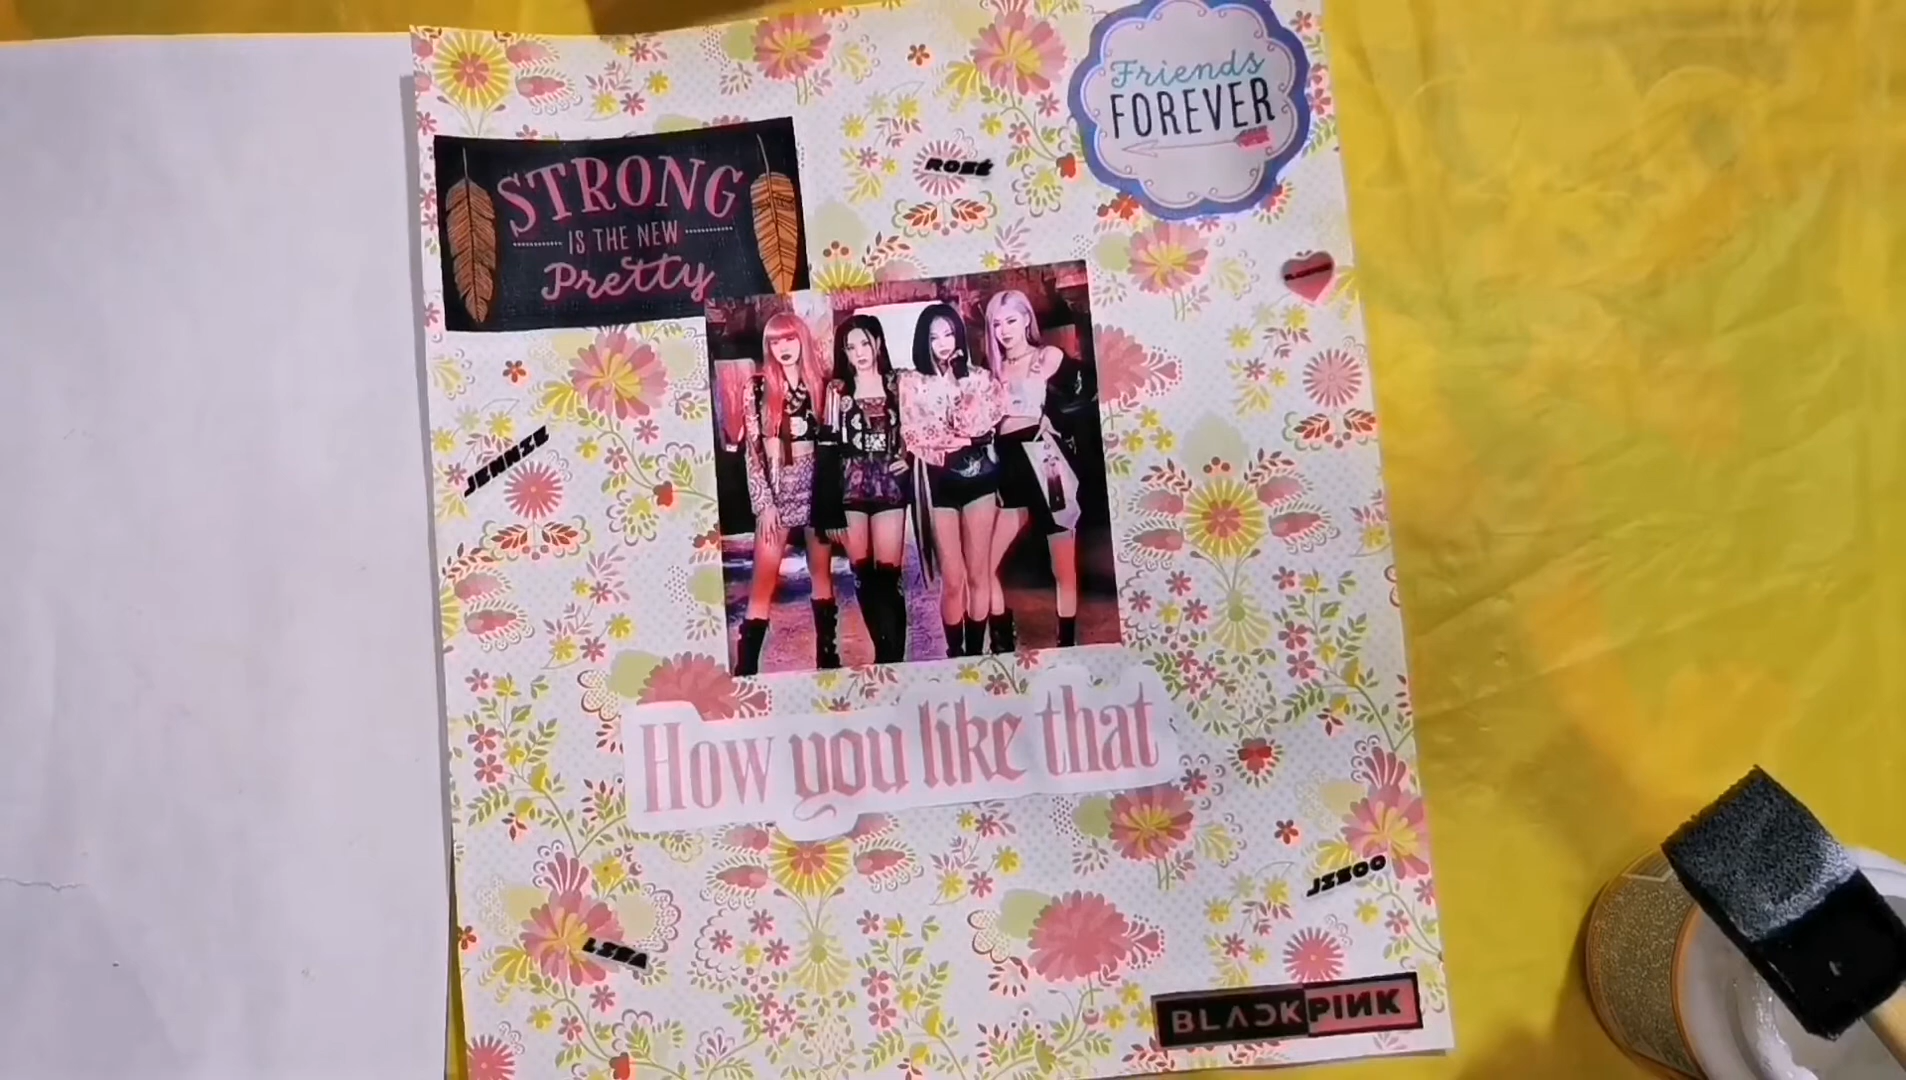 Friends
FOREVER
STRONG
IS THE NEW
Pretty
ROSÉ
JENNIE
How you like that
JISOO
LISA
BLACKPINK